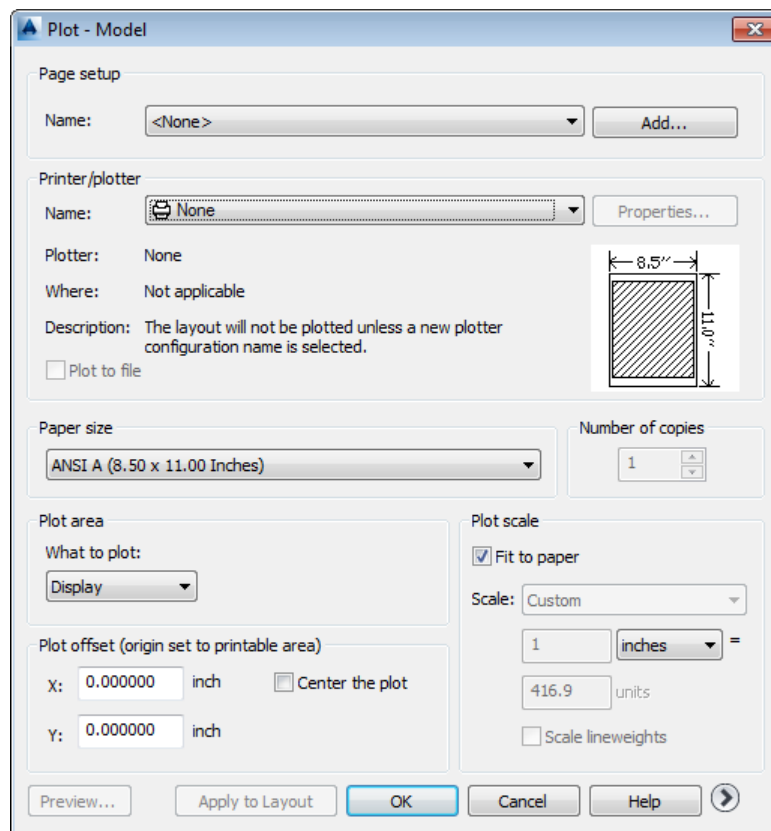 Plot - Model
Page setup
Name: <None> Add...
Printer/plotter
Name: None Properties...
Plotter: None
Where: Not applicable
Description: The layout will not be plotted unless a new plotter
configuration name is selected.
Plot to file
8.5"
11.0"
Paper size
ANSI A (8.50 x 11.00 Inches)
Number of copies
1
Plot area
What to plot:
Display
Plot offset (origin set to printable area)
X: 0.000000 inch Center the plot
Y: 0.000000 inch
Plot scale
Fit to paper
Scale: Custom
1 inches =
416.9 units
Scale lineweights
Preview... Apply to Layout OK Cancel Help